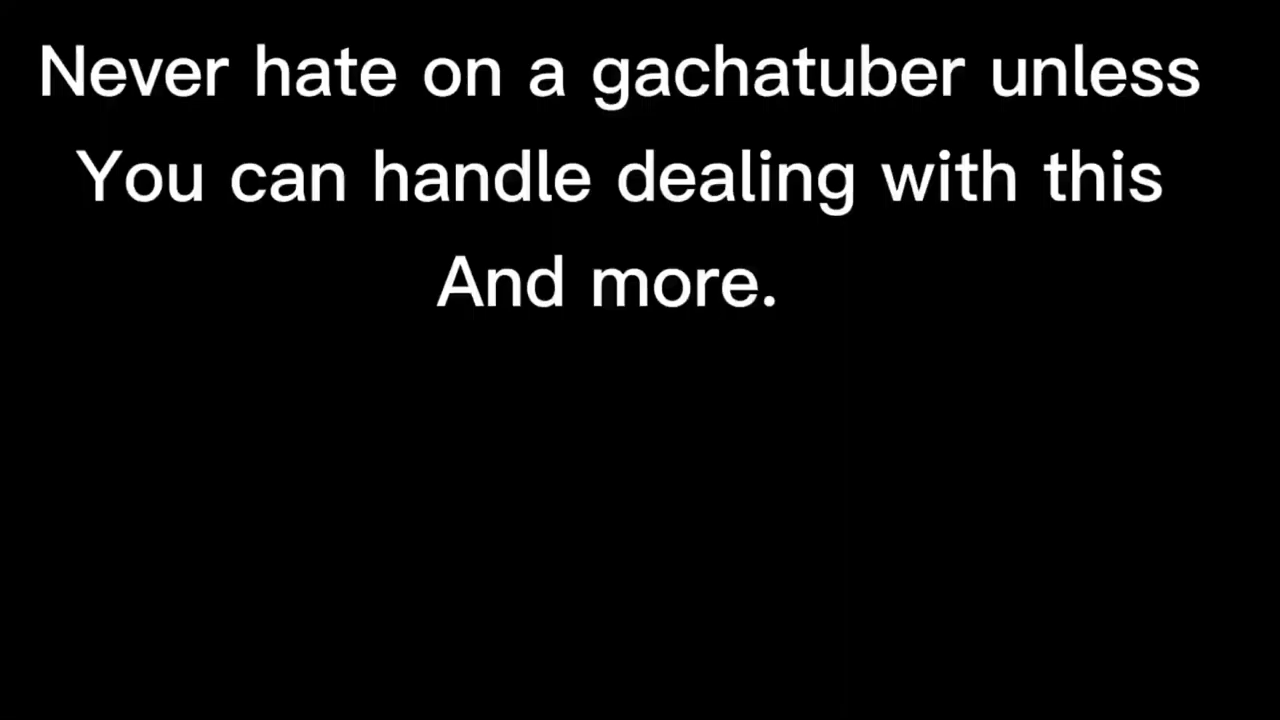 Never hate on a gachatuber unless
You can handle dealing with this
And more.